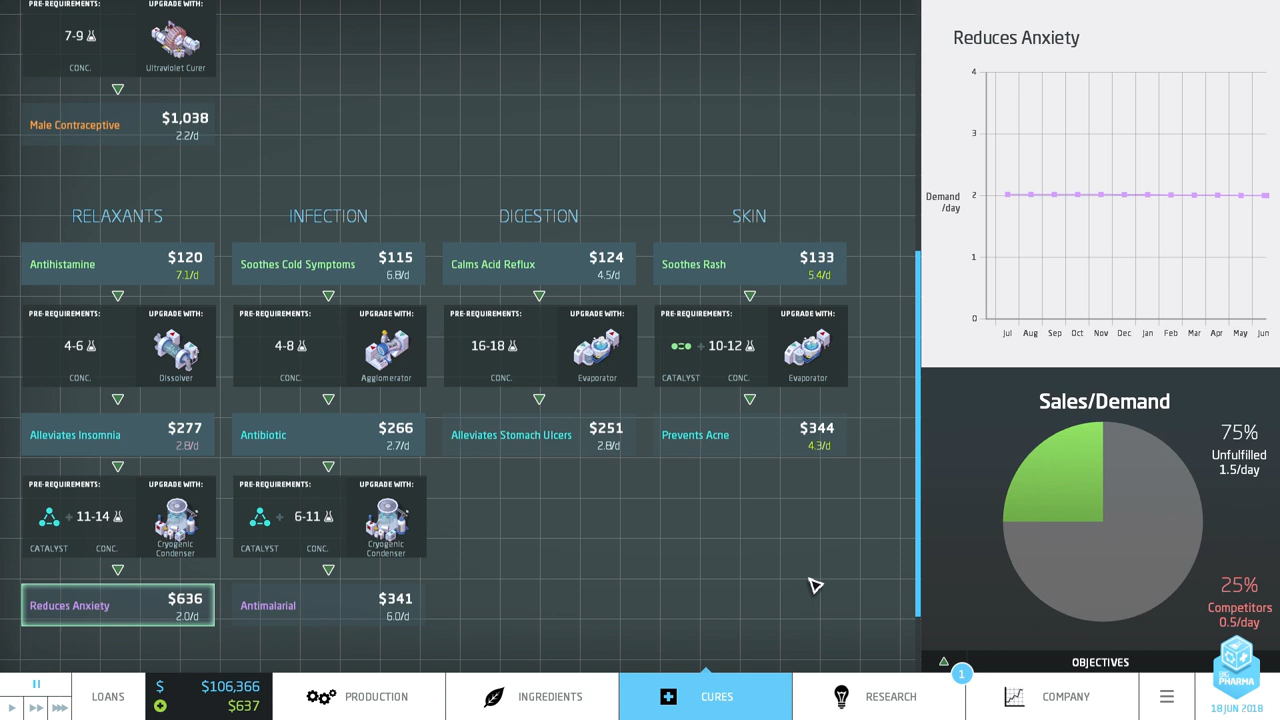 PRE-REQUIREMENTS: UPGRADE WITH:
7-9
CONC. Ultraviolet Curer
Male Contraceptive $1,038
2.2/d
RELAXANTS INFECTION DIGESTION SKIN
Antihistamine $120 7.1/d
Soothes Cold Symptoms $115 6.8/d
Calms Acid Reflux $124 4.5/d
Soothes Rash $133 5.4/d
PRE-REQUIREMENTS: UPGRADE WITH:
4-6
CONC. Dissolver
PRE-REQUIREMENTS: UPGRADE WITH:
4-8
CONC. Agglomerator
PRE-REQUIREMENTS: UPGRADE WITH:
16-18
CONC. Evaporator
PRE-REQUIREMENTS: UPGRADE WITH:
+ 10-12
CATALYST CONC. Evaporator
Alleviates Insomnia $277 2.8/d
Antibiotic $266 2.7/d
Alleviates Stomach Ulcers $251 2.8/d
Prevents Acne $344 4.3/d
PRE-REQUIREMENTS: UPGRADE WITH:
+ 11-14
CATALYST CONC. Cryogenic Condenser
PRE-REQUIREMENTS: UPGRADE WITH:
+ 6-11
CATALYST CONC. Cryogenic Condenser
Reduces Anxiety $636 2.0/d
Antimalarial $341 6.0/d
Reduces Anxiety
4
3
2
1
0
Demand
/day
Jul Aug Sep Oct Nov Dec Jan Feb Mar Apr May Jun
Sales/Demand
75%
Unfulfilled
1.5/day
25%
Competitors
0.5/day
OBJECTIVES
1
LOANS
$ $106,366
$637
PRODUCTION
INGREDIENTS
CURES
RESEARCH
COMPANY
BIG PHARMA
18 JUN 2018